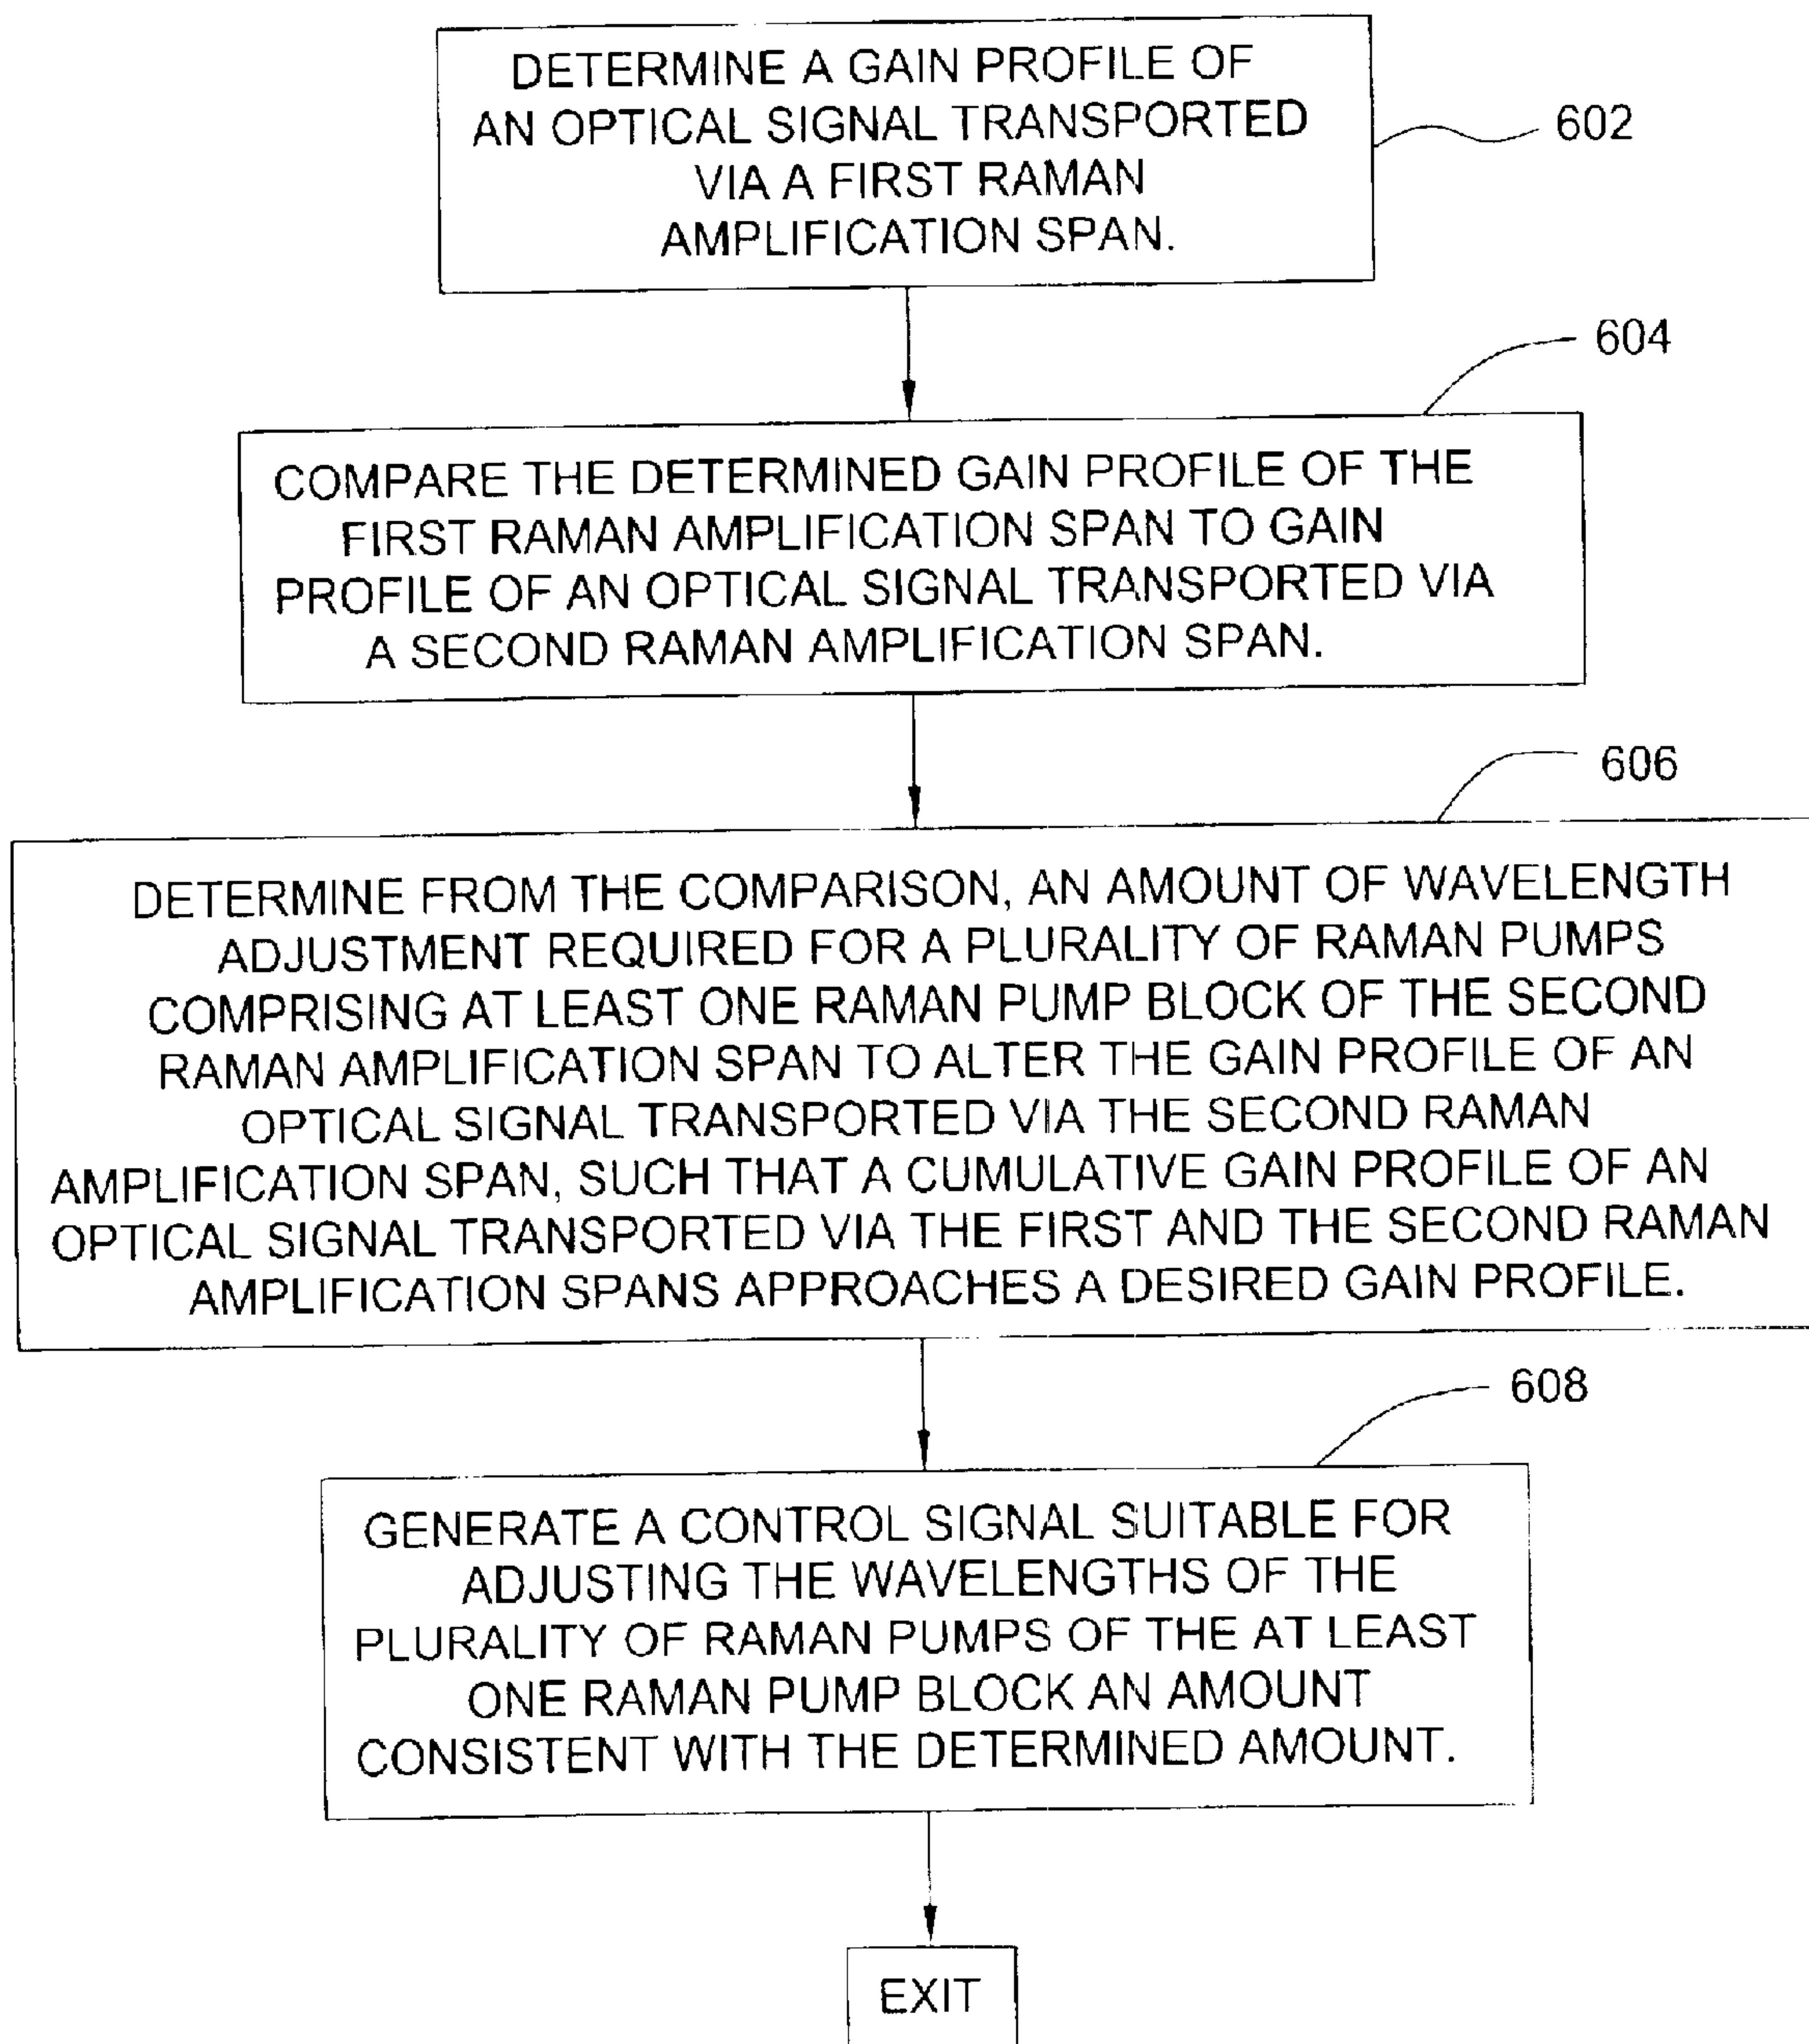 DETERMINE A GAIN PROFILE OF
AN OPTICAL SIGNAL TRANSPORTED
VIA A FIRST RAMAN
AMPLIFICATION SPAN.
602
604
COMPARE THE DETERMINED GAIN PROFILE OF THE
FIRST RAMAN AMPLIFICATION SPAN TO GAIN
PROFILE OF AN OPTICAL SIGNAL TRANSPORTED VIA
A SECOND RAMAN AMPLIFICATION SPAN.
606
DETERMINE FROM THE COMPARISON, AN AMOUNT OF WAVELENGTH
ADJUSTMENT REQUIRED FOR A PLURALITY OF RAMAN PUMPS
COMPRISING AT LEAST ONE RAMAN PUMP BLOCK OF THE SECOND
RAMAN AMPLIFICATION SPAN TO ALTER THE GAIN PROFILE OF AN
OPTICAL SIGNAL TRANSPORTED VIA THE SECOND RAMAN
AMPLIFICATION SPAN, SUCH THAT A CUMULATIVE GAIN PROFILE OF AN
OPTICAL SIGNAL TRANSPORTED VIA THE FIRST AND THE SECOND RAMAN
AMPLIFICATION SPANS APPROACHES A DESIRED GAIN PROFILE.
608
GENERATE A CONTROL SIGNAL SUITABLE FOR
ADJUSTING THE WAVELENGTHS OF THE
PLURALITY OF RAMAN PUMPS OF THE AT LEAST
ONE RAMAN PUMP BLOCK AN AMOUNT
CONSISTENT WITH THE DETERMINED AMOUNT.
EXIT